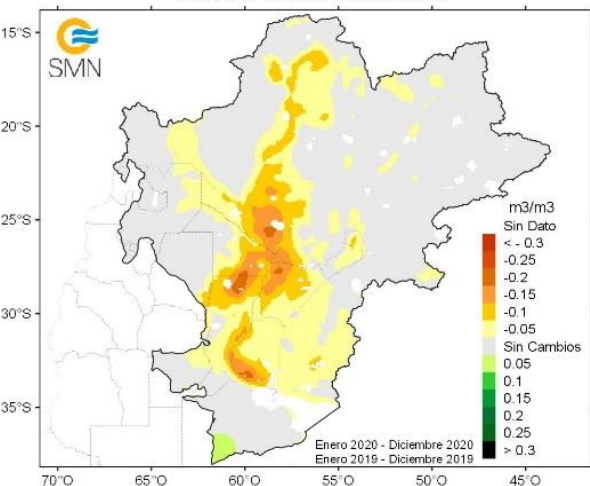 15°S
SMN
20°S
25°S
30°S
35°S
m3/m3
Sin Dato
< - 0.3
-0.25
-0.2
-0.15
-0.1
-0.05
Sin Cambios
0.05
0.1
0.15
0.2
0.25
> 0.3
Enero 2020 - Diciembre 2020
Enero 2019 - Diciembre 2019
70°O 65°O 60°O 55°O 50°O 45°O